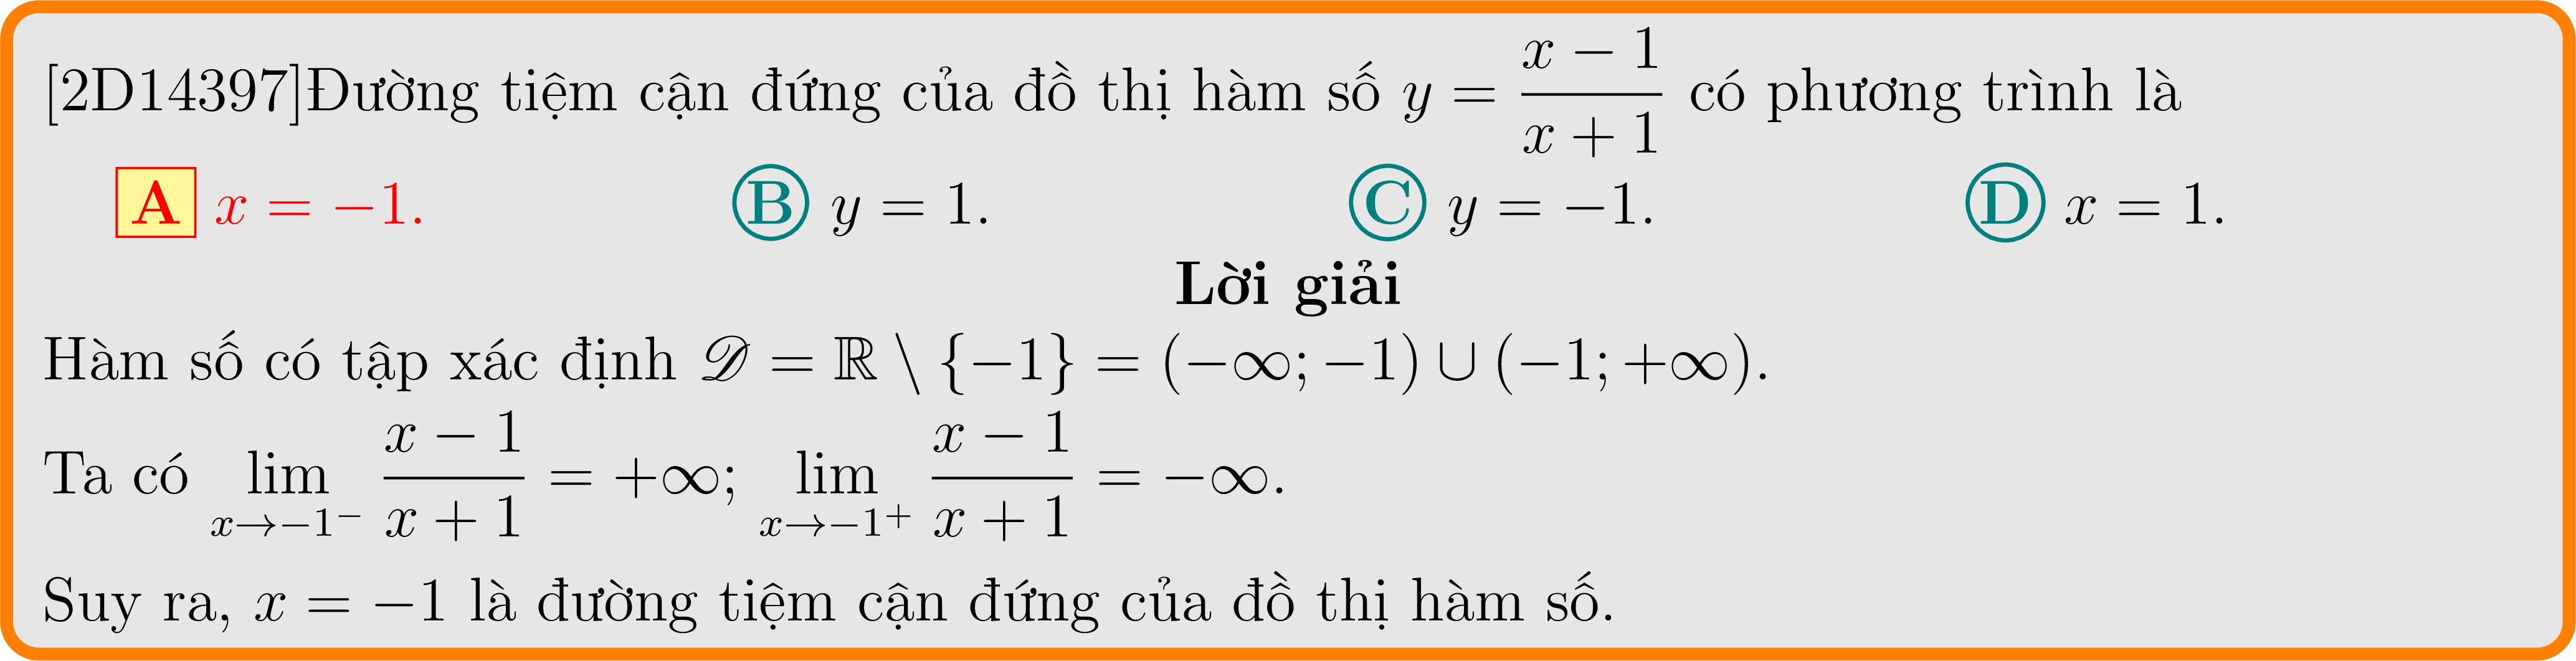 [2D14397]Đường tiệm cận đứng của đồ thị hàm số $y = \dfrac{x-1}{x+1}$ có phương trình là
A $x = -1$. B $y = 1$. C $y = -1$. D $x = 1$.
Lời giải
Hàm số có tập xác định $\mathscr{D} = \mathbb{R} \setminus \{-1\} = (-\infty; -1) \cup (-1; +\infty)$.
Ta có $\lim\limits_{x \to -1^-} \dfrac{x-1}{x+1} = +\infty$; $\lim\limits_{x \to -1^+} \dfrac{x-1}{x+1} = -\infty$.
Suy ra, $x = -1$ là đường tiệm cận đứng của đồ thị hàm số.